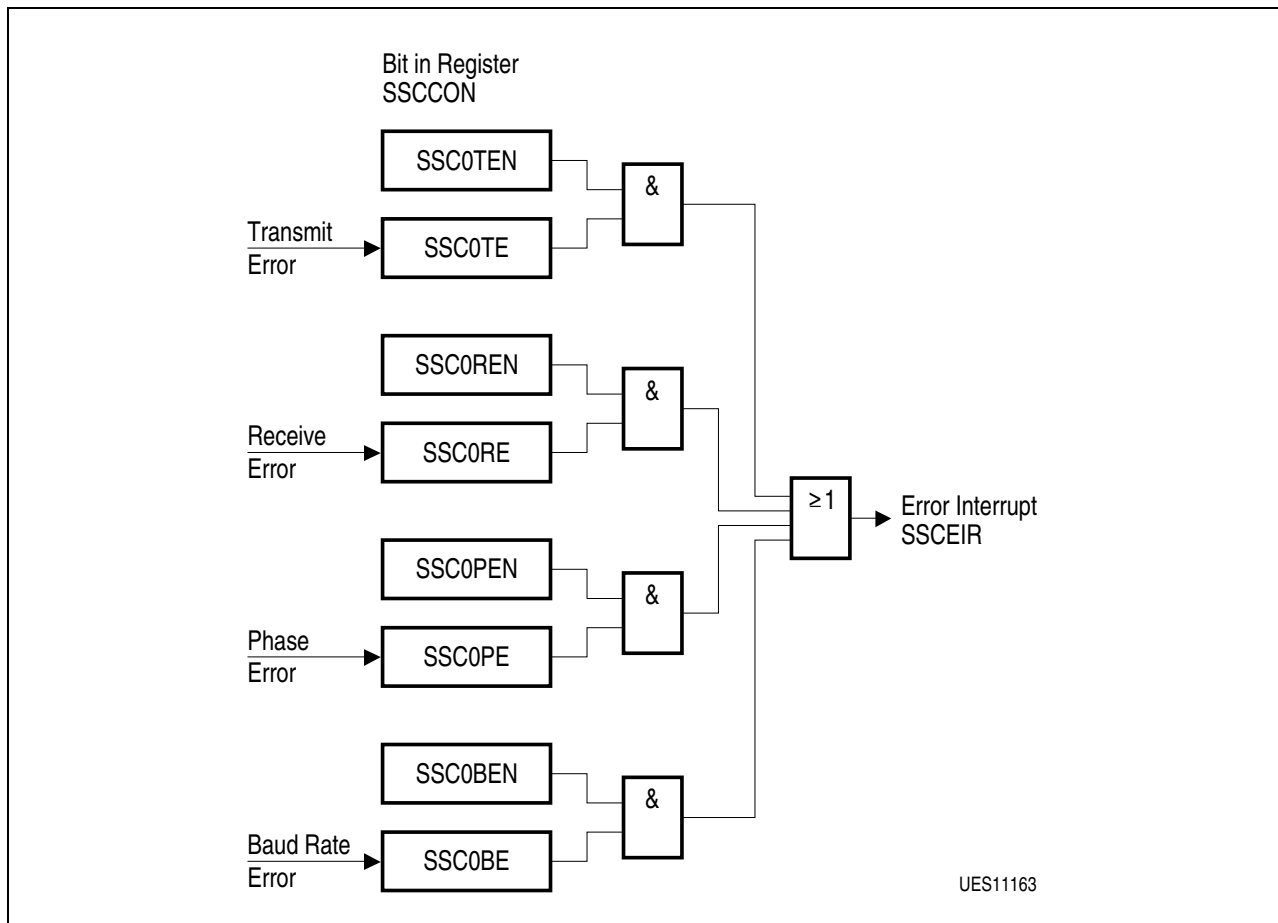 Bit in Register
SSCCON
SSC0TEN
&
Transmit
Error
SSC0TE
SSC0REN
&
Receive
Error
SSC0RE
≥1
Error Interrupt
SSCEIR
SSC0PEN
&
Phase
Error
SSC0PE
SSC0BEN
&
Baud Rate
Error
SSC0BE
UES11163